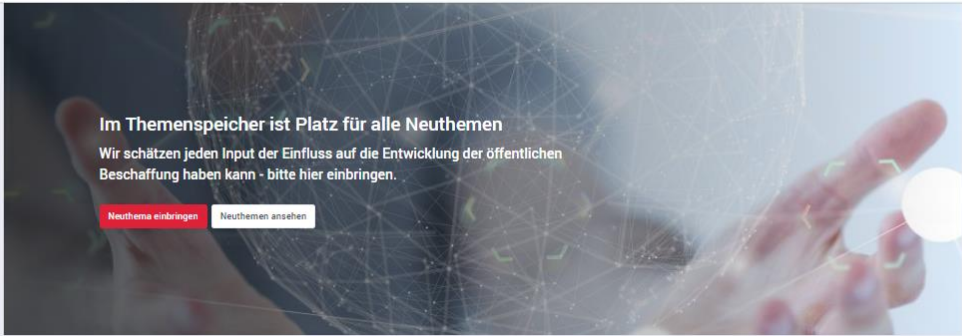 Im Themenspeicher ist Platz für alle Neuthemen
Wir schätzen jeden Input der Einfluss auf die Entwicklung der öffentlichen
Beschaffung haben kann - bitte hier einbringen.
Neuthema einbringen Neuthemen ansehen